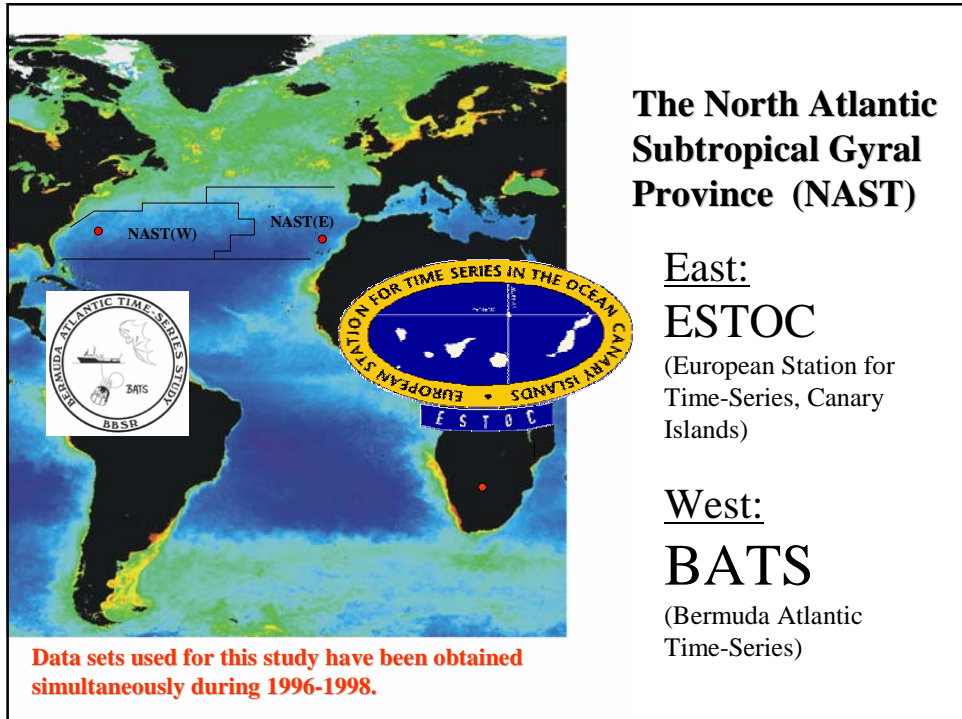 The North Atlantic
Subtropical Gyral
Province (NAST)
NAST(W)
NAST(E)
BERMUDA ATLANTIC TIME-SERIES STUDY
BATS
BBSR
EUROPEAN STATION FOR TIME SERIES IN THE OCEAN CANARY ISLANDS
ESTOC
East:
ESTOC
(European Station for
Time-Series, Canary
Islands)
West:
BATS
(Bermuda Atlantic
Time-Series)
Data sets used for this study have been obtained
simultaneously during 1996-1998.